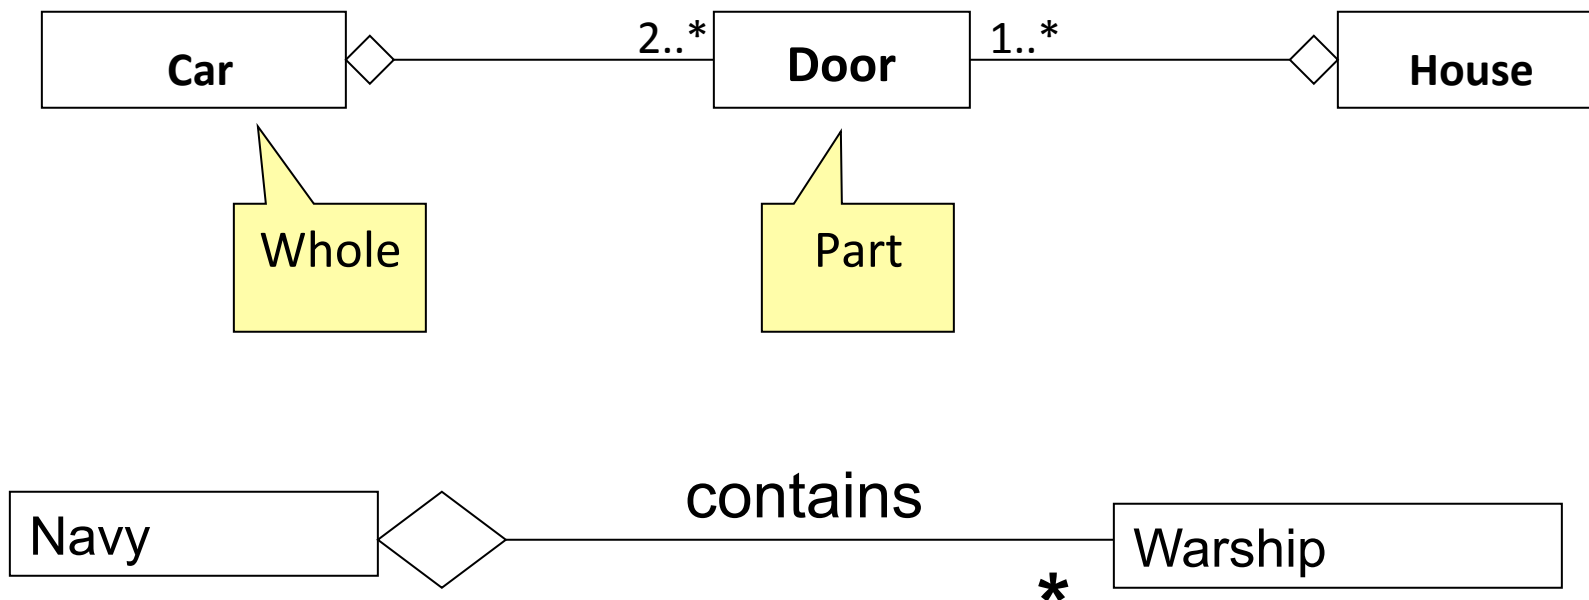 Car
2..*
Door
1..*
House
Whole
Part
contains
Navy
Warship
*